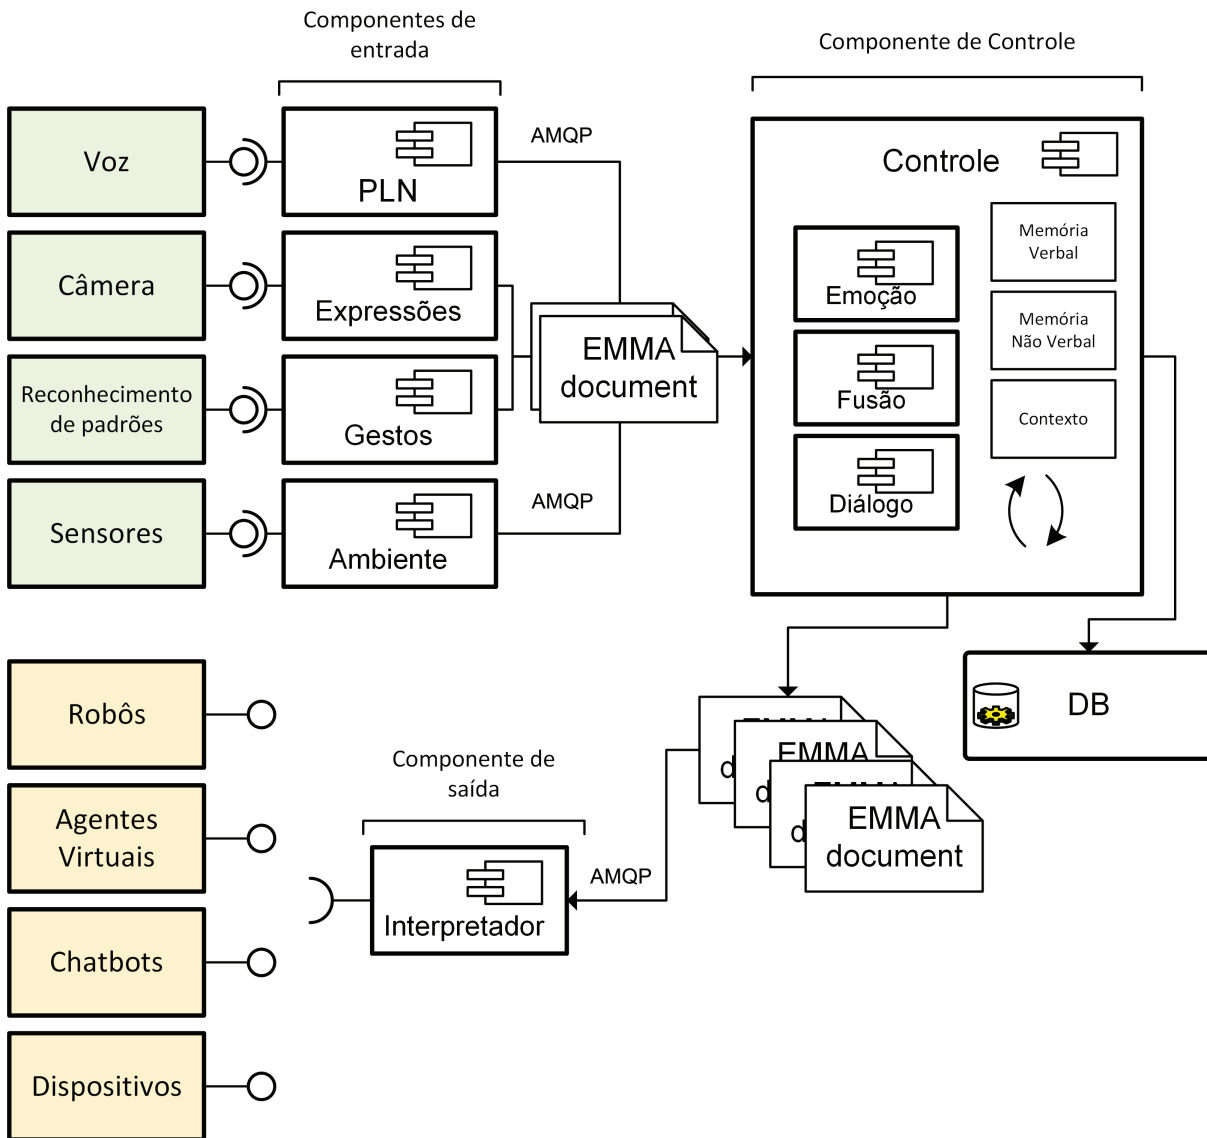 Componentes de
entrada
Componente de Controle
Voz
PLN
AMQP
Controle
Memória
Verbal
Câmera
Expressões
Emoção
Memória
Não Verbal
EMMA
document
Reconhecimento
de padrões
Gestos
Fusão
Contexto
Sensores
Ambiente
AMQP
Diálogo
DB
Robôs
Componente de
saída
Agentes
Virtuais
Interpretador
AMQP
EMMA
d
EMMA
d
d
EMMA
document
Chatbots
Dispositivos